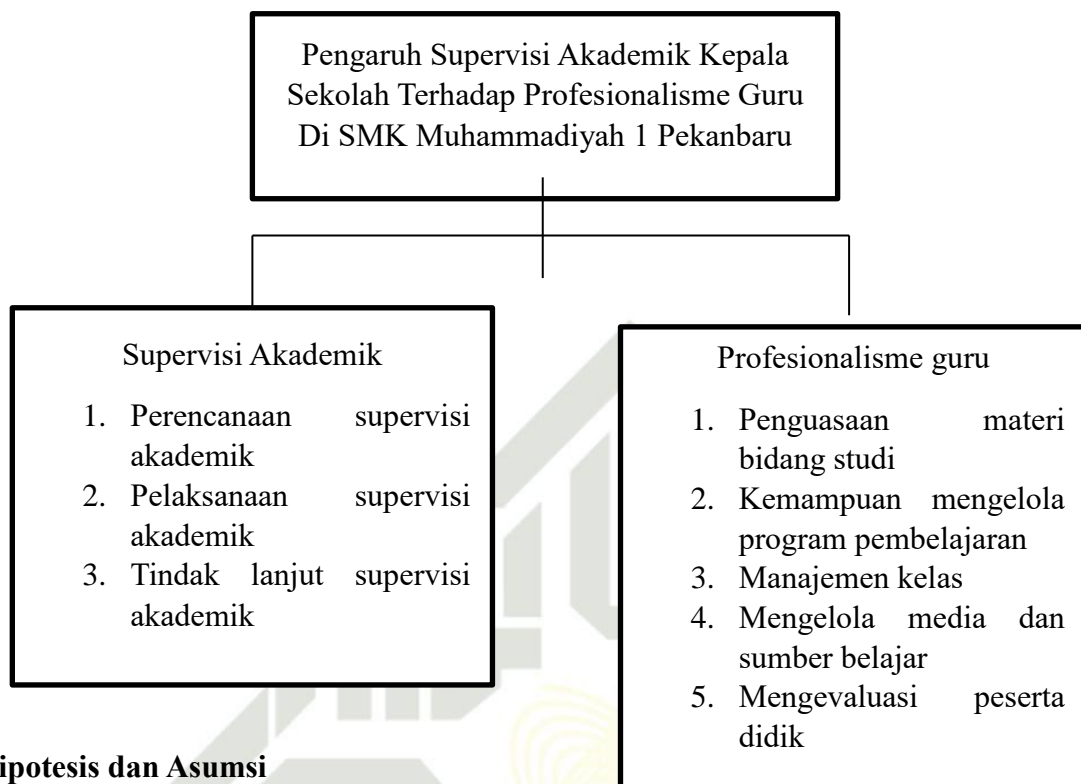 Pengaruh Supervisi Akademik Kepala
Sekolah Terhadap Profesionalisme Guru
Di SMK Muhammadiyah 1 Pekanbaru
Supervisi Akademik
1. Perencanaan supervisi
akademik
2. Pelaksanaan supervisi
akademik
3. Tindak lanjut supervisi
akademik
Profesionalisme guru
1. Penguasaan materi
bidang studi
2. Kemampuan mengelola
program pembelajaran
3. Manajemen kelas
4. Mengelola media dan
sumber belajar
5. Mengevaluasi peserta
didik
ipotesis dan Asumsi